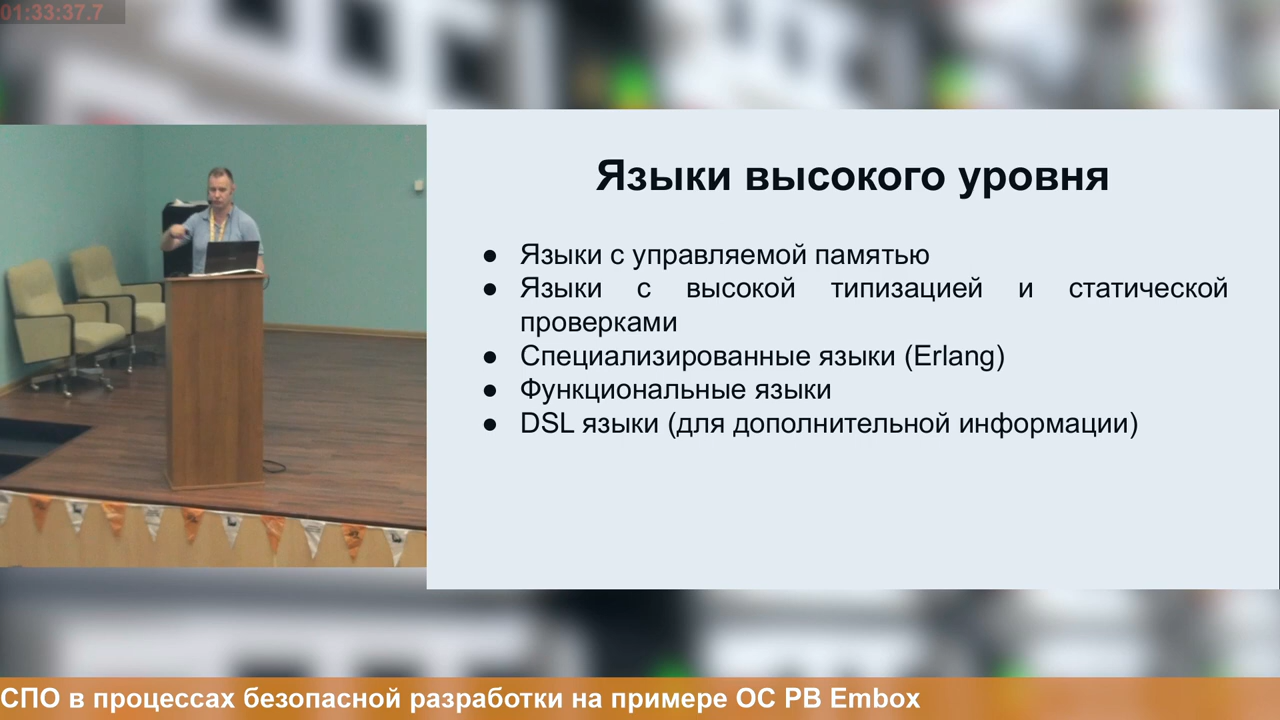 01:33:37.7
Языки высокого уровня
● Языки с управляемой памятью
● Языки с высокой типизацией и статической
проверками
● Специализированные языки (Erlang)
● Функциональные языки
● DSL языки (для дополнительной информации)
СПО в процессах безопасной разработки на примере ОС РВ Embox